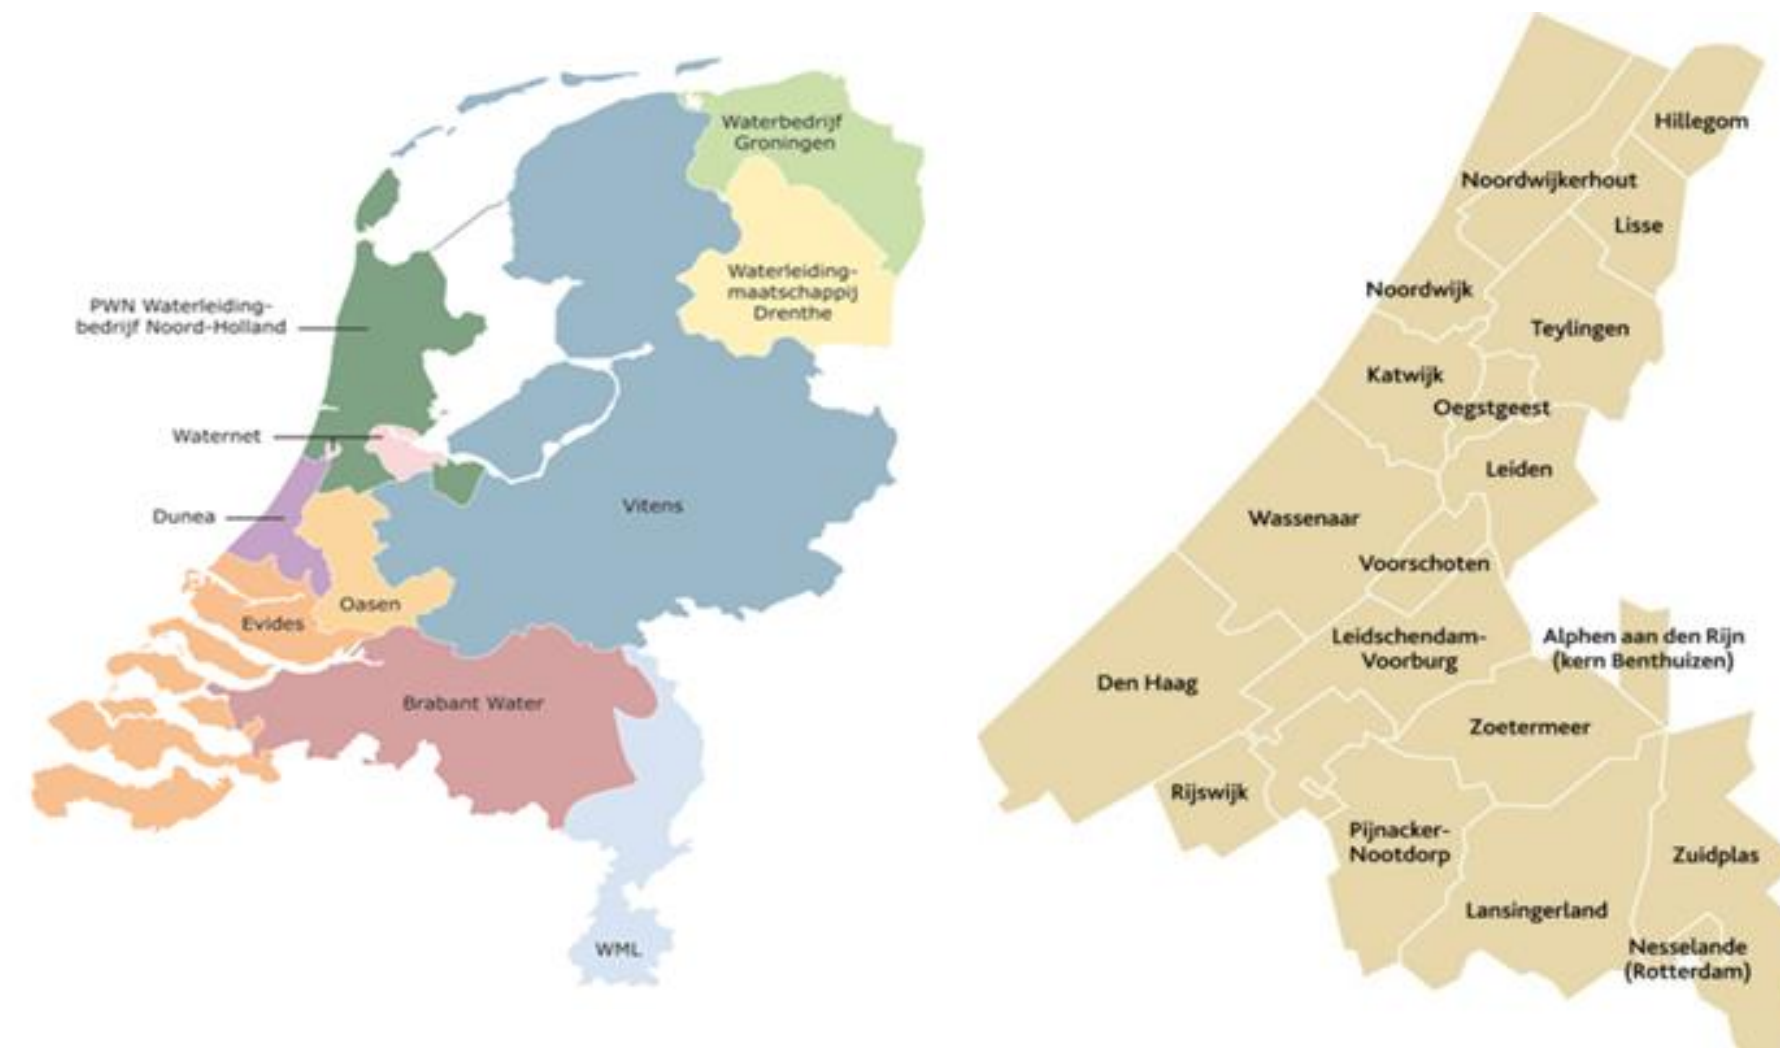 Waterbedrijf
Groningen
Waterleiding-
maatschappij
Drenthe
PWN Waterleiding-
bedrijf Noord-Holland
Waternet
Dunea
Vitens
Oasen
Evides
Brabant Water
WML
Hillegom
Noordwijkerhout
Lisse
Noordwijk
Teylingen
Katwijk
Oegstgeest
Leiden
Wassenaar
Voorschoten
Leidschendam-
Voorburg
Alphen aan den Rijn
(kern Benthuizen)
Den Haag
Zoetermeer
Rijswijk
Pijnacker-
Nootdorp
Zuidplas
Lansingerland
Nesselande
(Rotterdam)